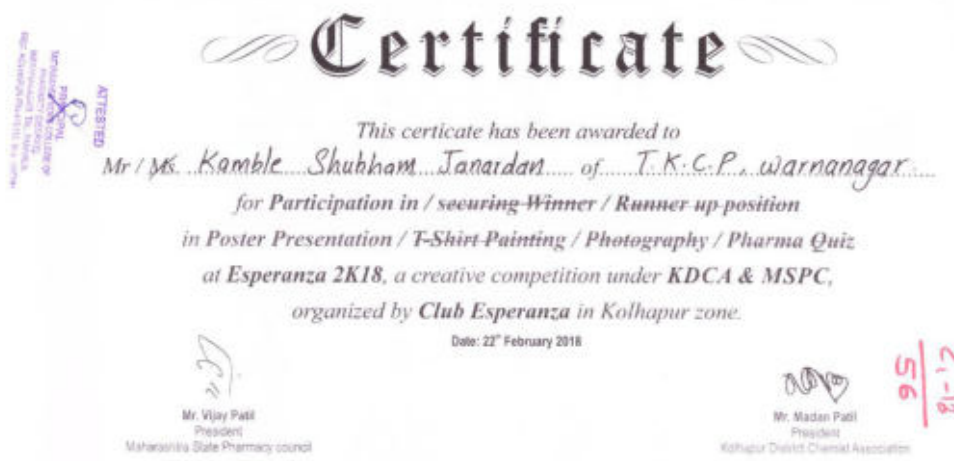 Certificate
This certicate has been awarded to
Mr / Ms. Kamble Shubham Janardan of T.K.C.P. warnanagar
for Participation in / securing Winner / Runner up position
in Poster Presentation / T-Shirt Painting / Photography / Pharma Quiz
at Esperanza 2K18, a creative competition under KDCA & MSPC,
organized by Club Esperanza in Kolhapur zone.
Date: 22nd February 2018
Mr. Vijay Patil
President
Maharashtra State Pharmacy council
Mr. Madan Patil
President
Kolhapur District Chemist Association
ATTESTED
PRINCIPAL
56